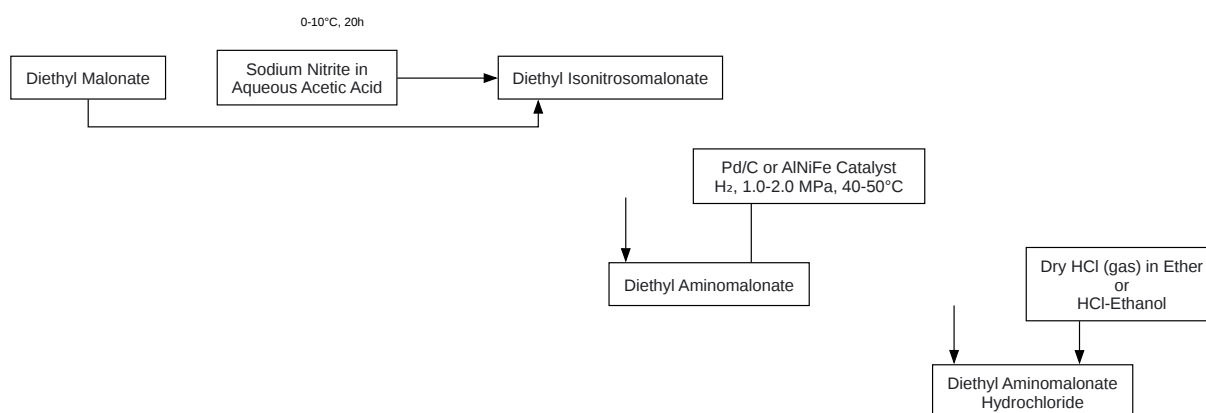 0-10°C, 20h
Diethyl Malonate
Sodium Nitrite in
Aqueous Acetic Acid
Diethyl Isonitrosomalonate
Pd/C or AlNiFe Catalyst
H₂, 1.0-2.0 MPa, 40-50°C
Diethyl Aminomalonate
Dry HCl (gas) in Ether
or
HCl-Ethanol
Diethyl Aminomalonate
Hydrochloride